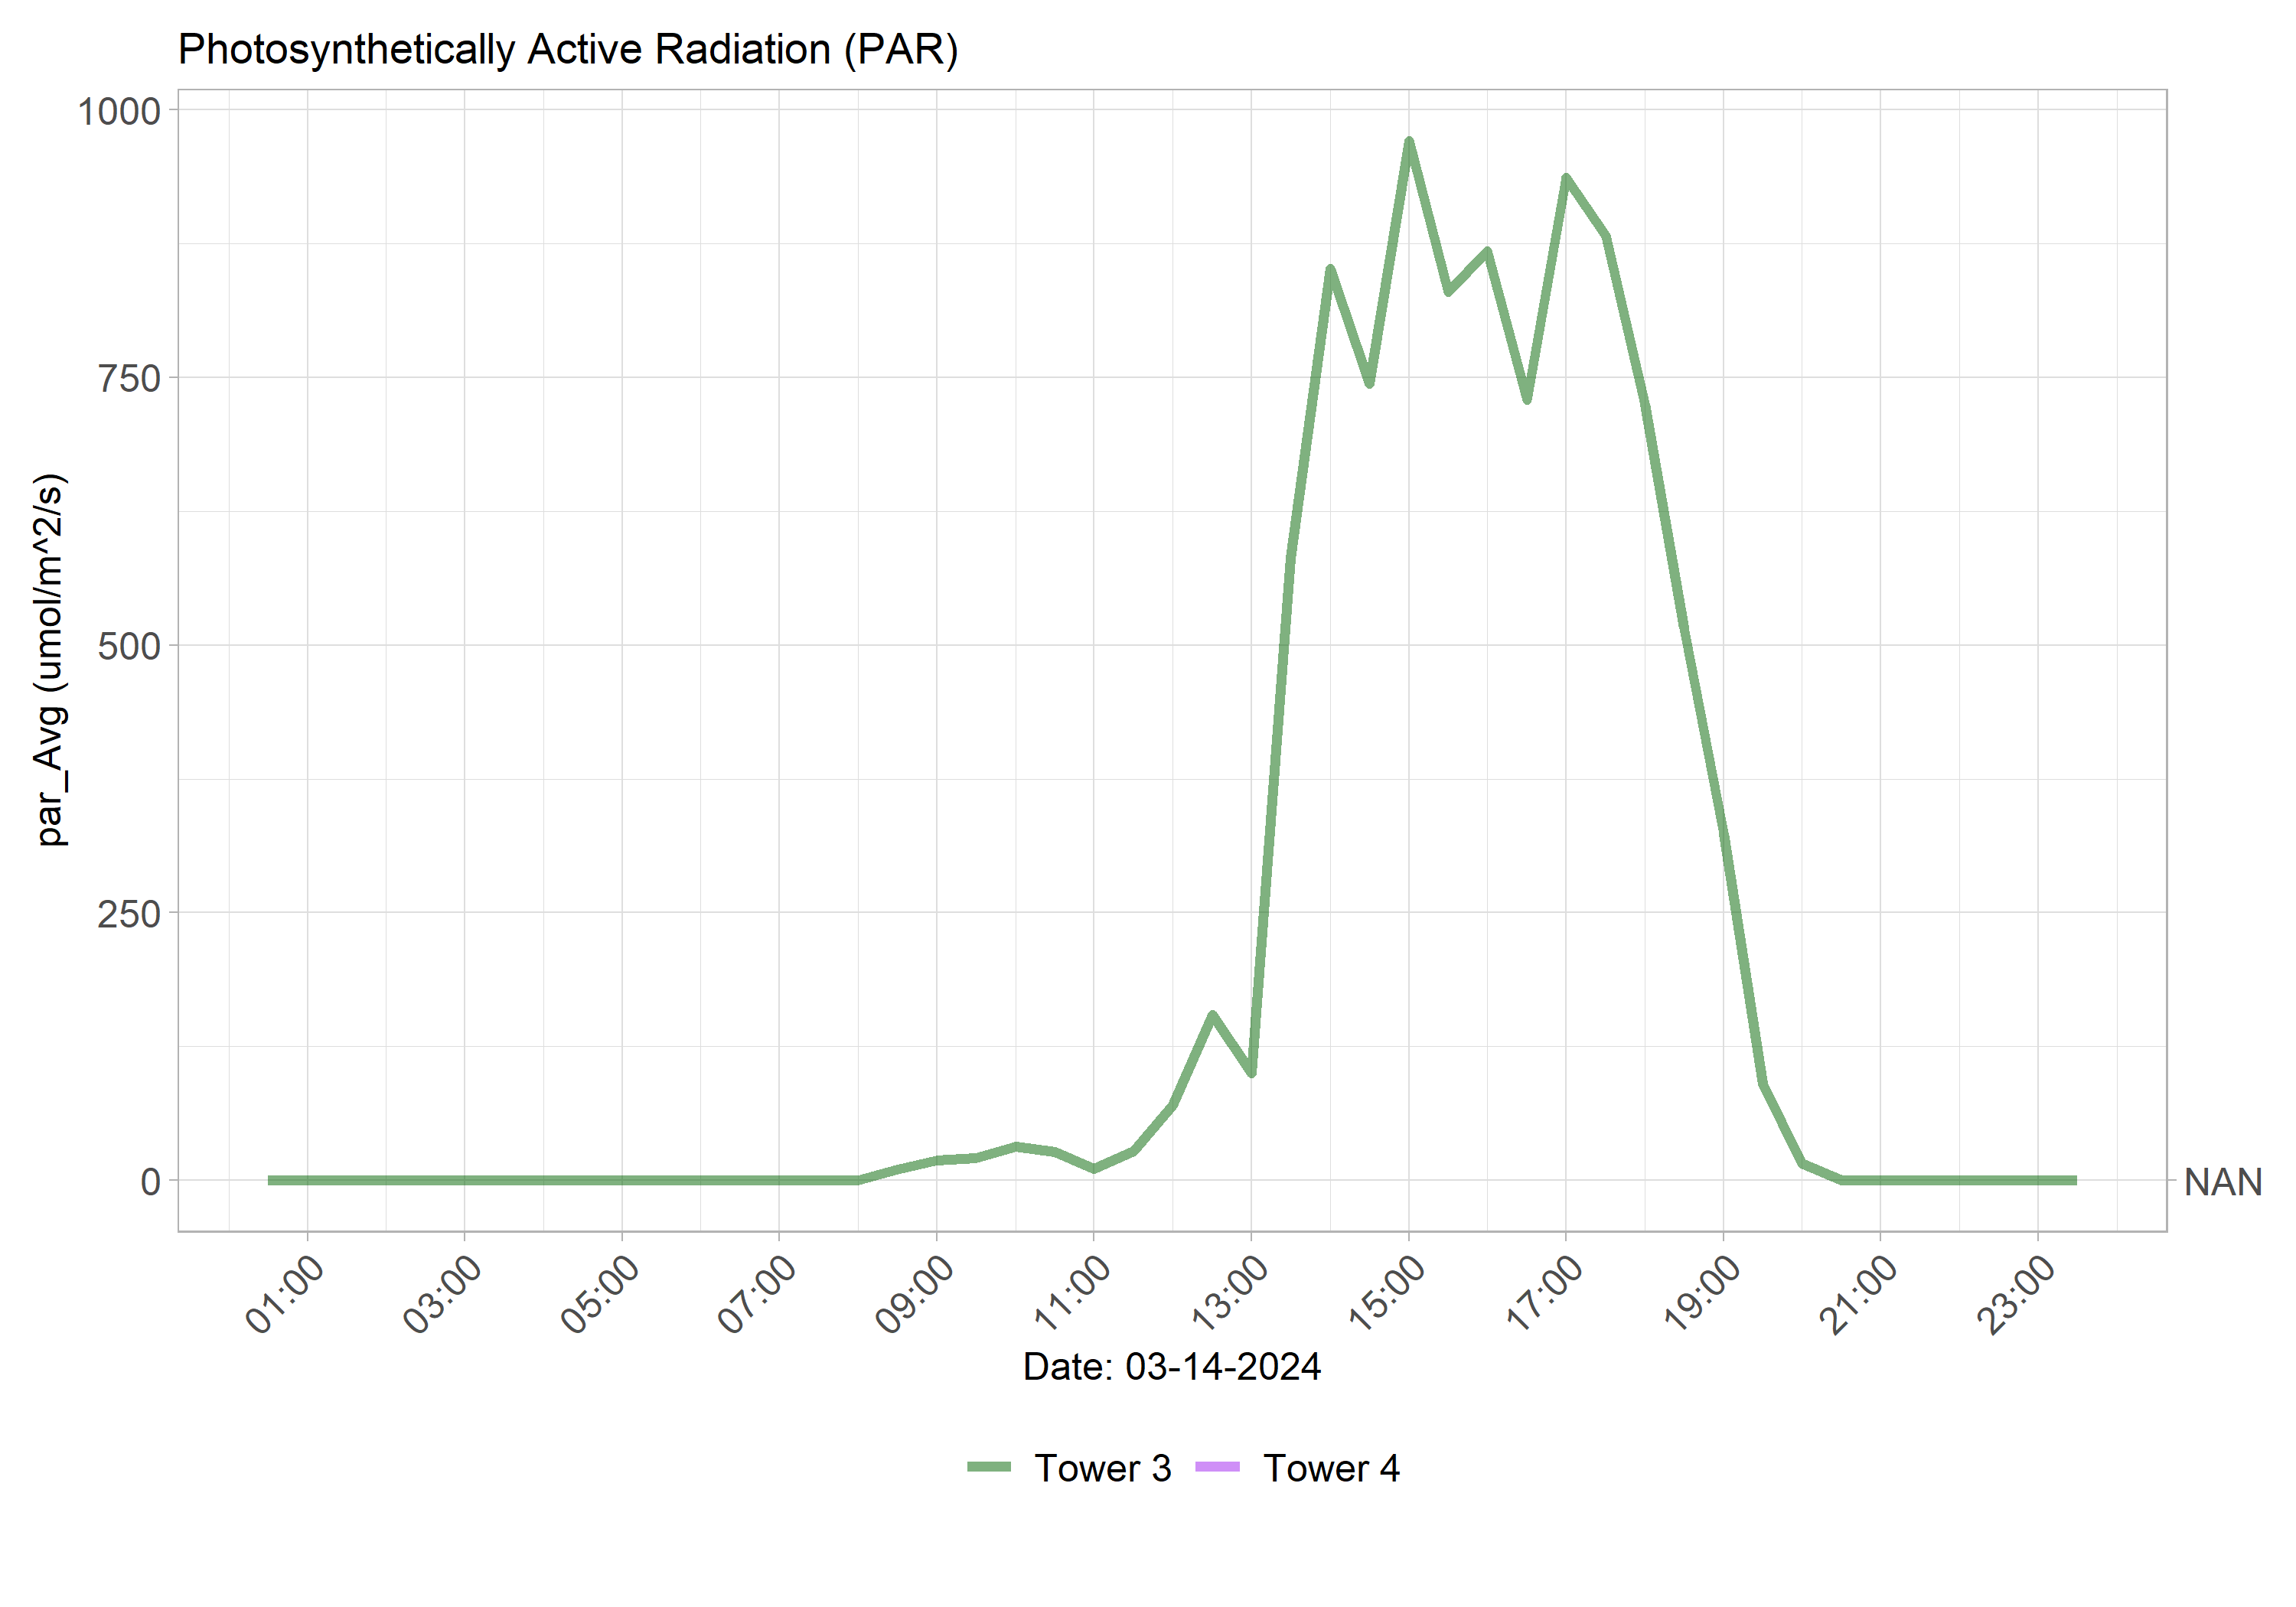 Photosynthetically Active Radiation (PAR)
1000
750
500
250
0
NAN
par_Avg (umol/m^2/s)
01:00
03:00
05:00
07:00
09:00
11:00
13:00
15:00
17:00
19:00
21:00
23:00
Date: 03-14-2024
Tower 3
Tower 4